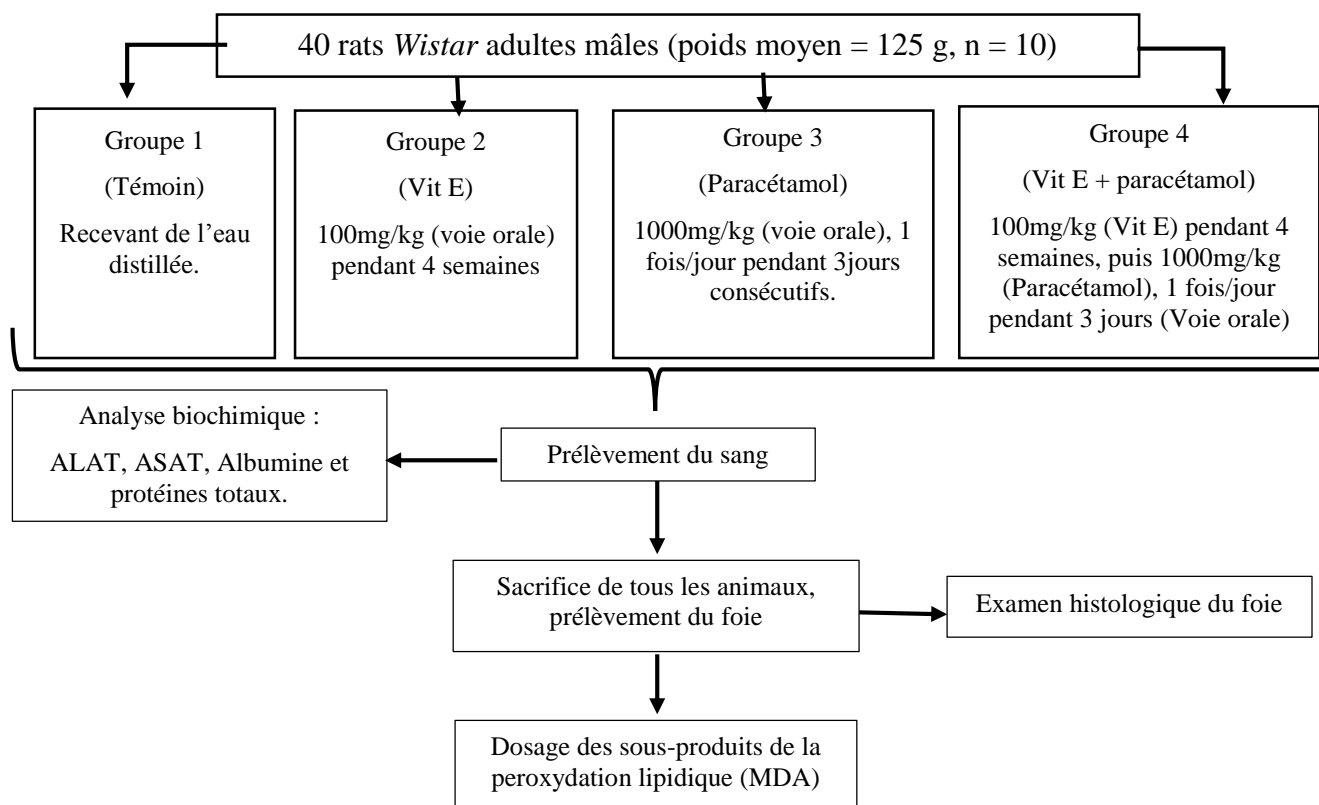 40 rats Wistar adultes mâles (poids moyen = 125 g, n = 10)
Groupe 1
(Témoin)
Recevant de l’eau
distillée.
Groupe 2
(Vit E)
100mg/kg (voie orale)
pendant 4 semaines
Groupe 3
(Paracétamol)
1000mg/kg (voie orale), 1
fois/jour pendant 3jours
consécutifs.
Groupe 4
(Vit E + paracétamol)
100mg/kg (Vit E) pendant 4
semaines, puis 1000mg/kg
(Paracétamol), 1 fois/jour
pendant 3 jours (Voie orale)
Analyse biochimique :
ALAT, ASAT, Albumine et
protéines totaux.
Prélèvement du sang
Sacrifice de tous les animaux,
prélèvement du foie
Examen histologique du foie
Dosage des sous-produits de la
peroxydation lipidique (MDA)